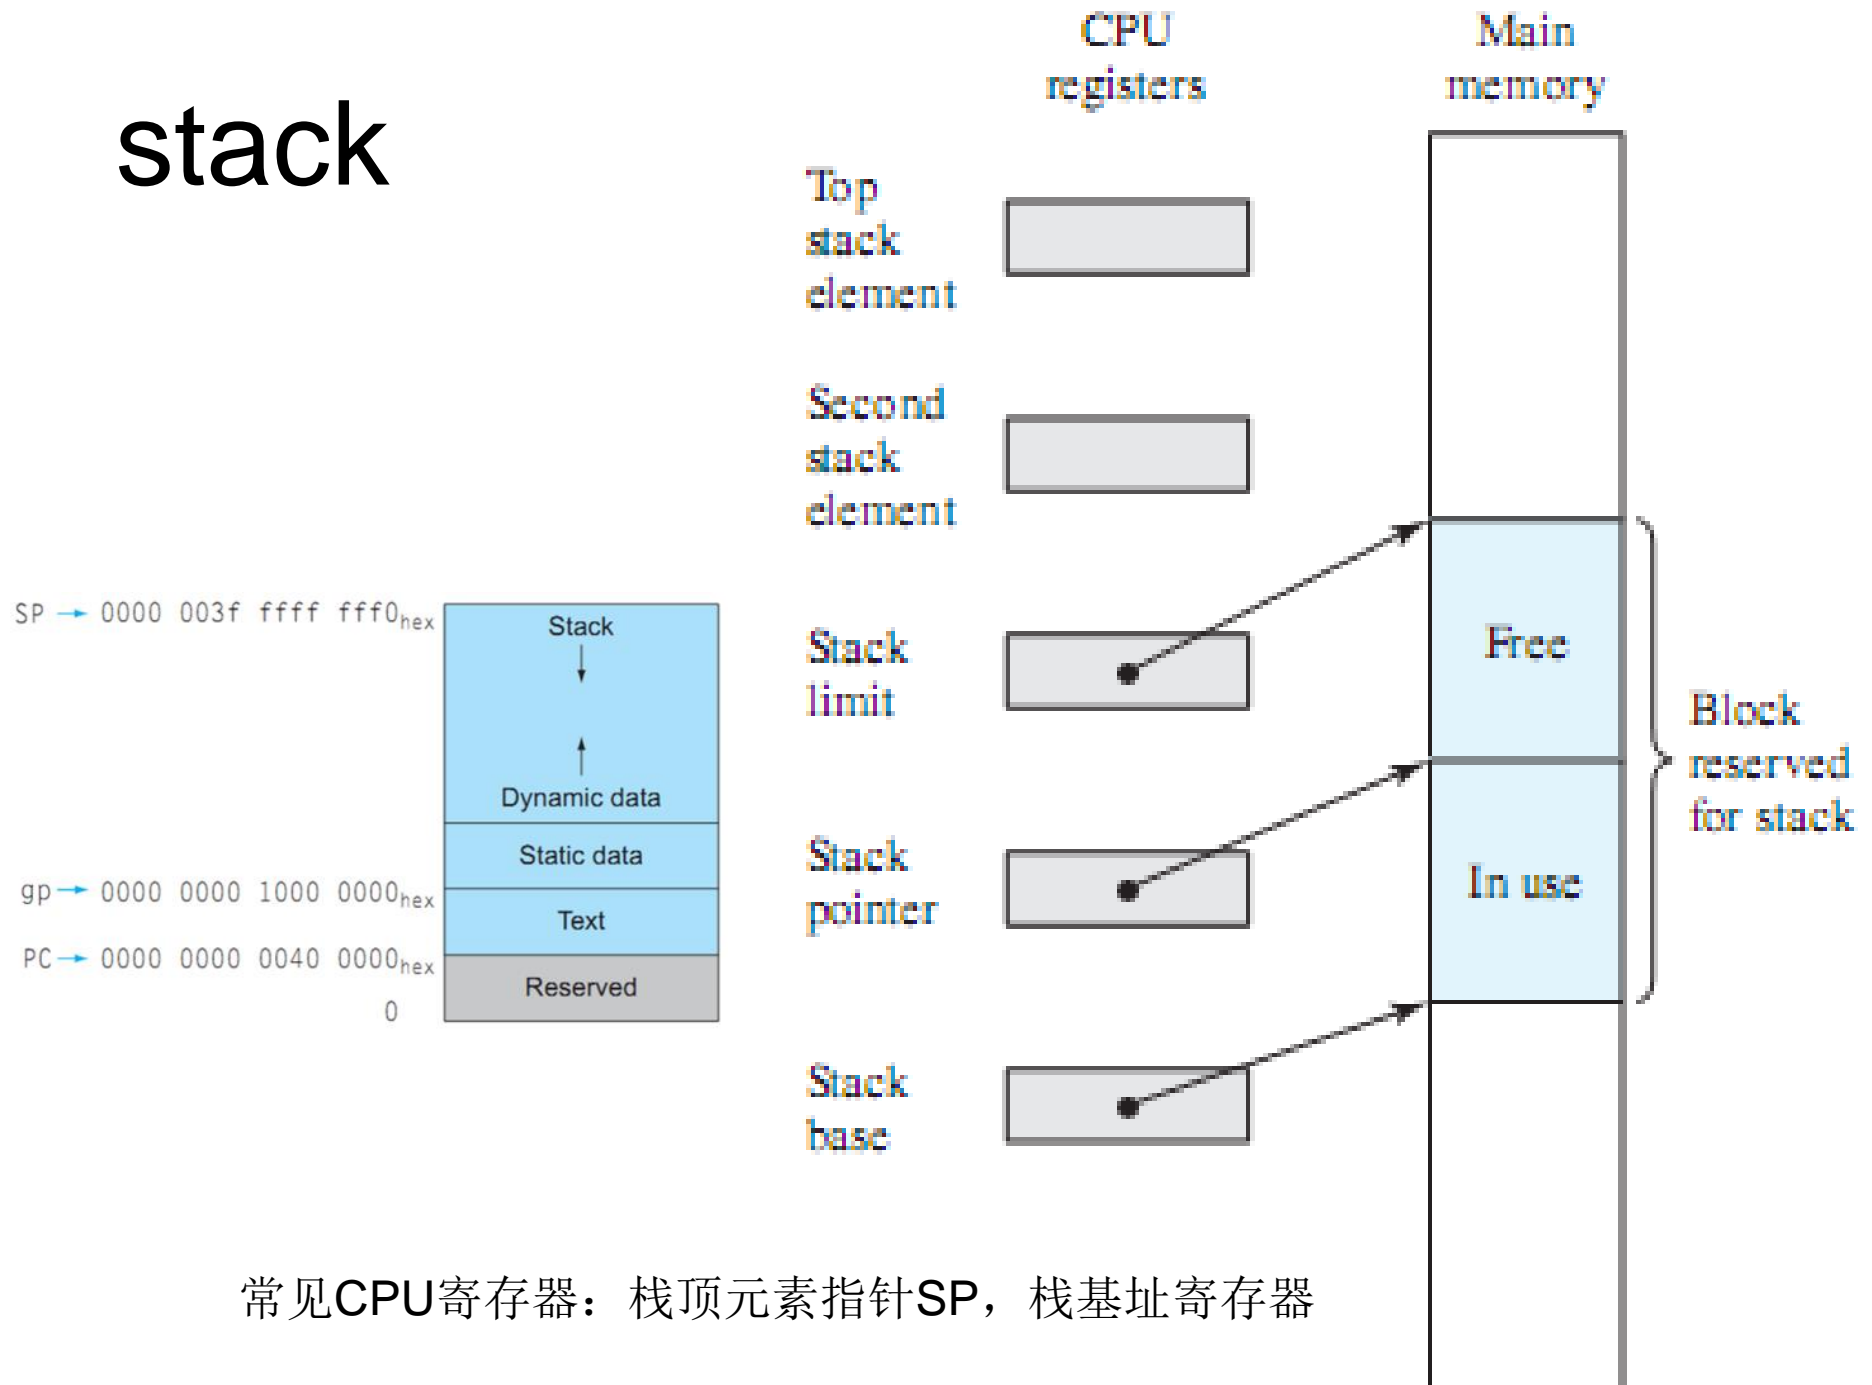 stack
CPU
registers
Main
memory
Top
stack
element
Second
stack
element
Stack
limit
Stack
pointer
Stack
base
Free
In use
Block
reserved
for stack
SP → 0000 003f ffff fff0hex
Stack
Dynamic data
Static data
gp → 0000 0000 1000 0000hex
Text
PC → 0000 0000 0040 0000hex
Reserved
0
常见CPU寄存器：栈顶元素指针SP，栈基址寄存器